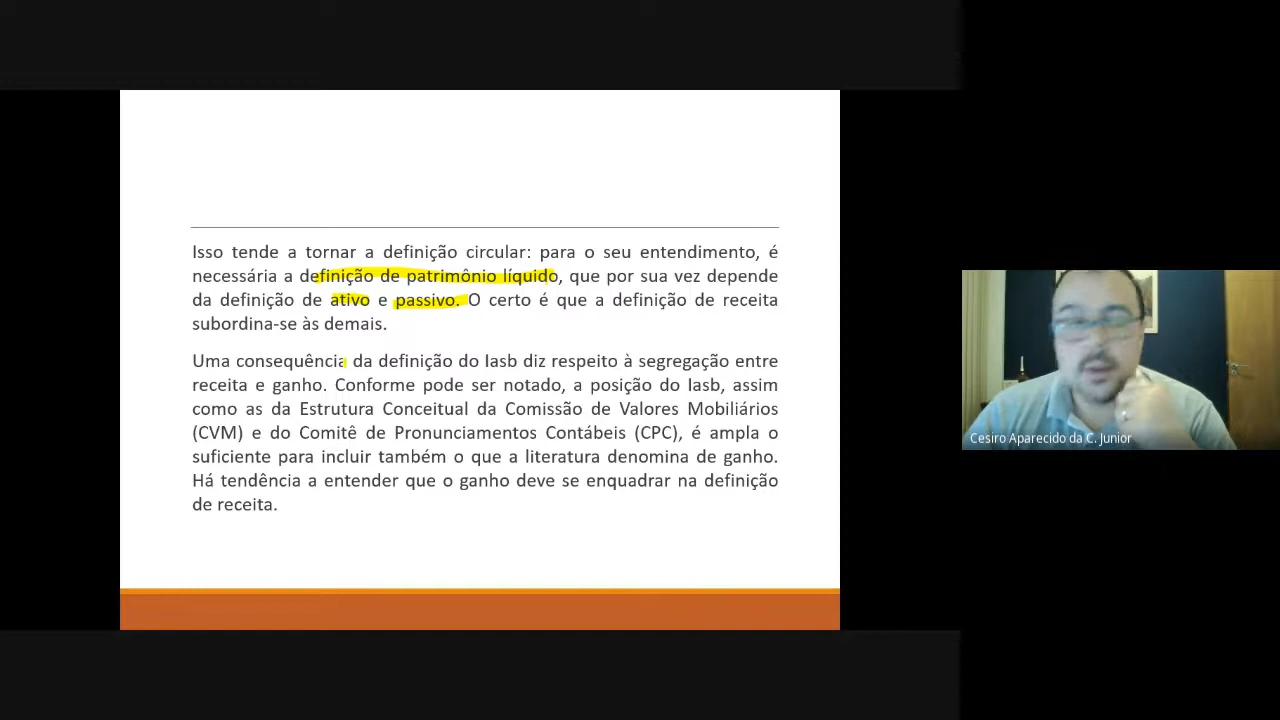 Isso tende a tornar a definição circular: para o seu entendimento, é
necessária a definição de patrimônio líquido, que por sua vez depende
da definição de ativo e passivo. O certo é que a definição de receita
subordina-se às demais.
Uma consequência da definição do Iasb diz respeito à segregação entre
receita e ganho. Conforme pode ser notado, a posição do Iasb, assim
como as da Estrutura Conceitual da Comissão de Valores Mobiliários
(CVM) e do Comitê de Pronunciamentos Contábeis (CPC), é ampla o
suficiente para incluir também o que a literatura denomina de ganho.
Há tendência a entender que o ganho deve se enquadrar na definição
de receita.
Cesiro Aparecido da C. Junior